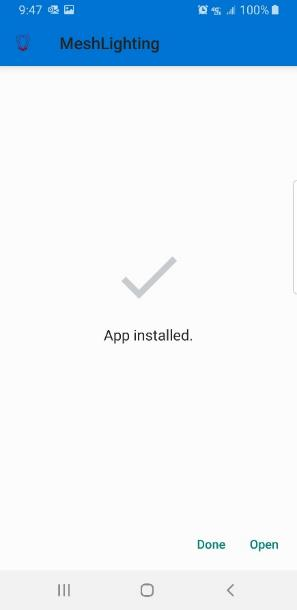 9:47 100%
MeshLighting
App installed.
Done Open